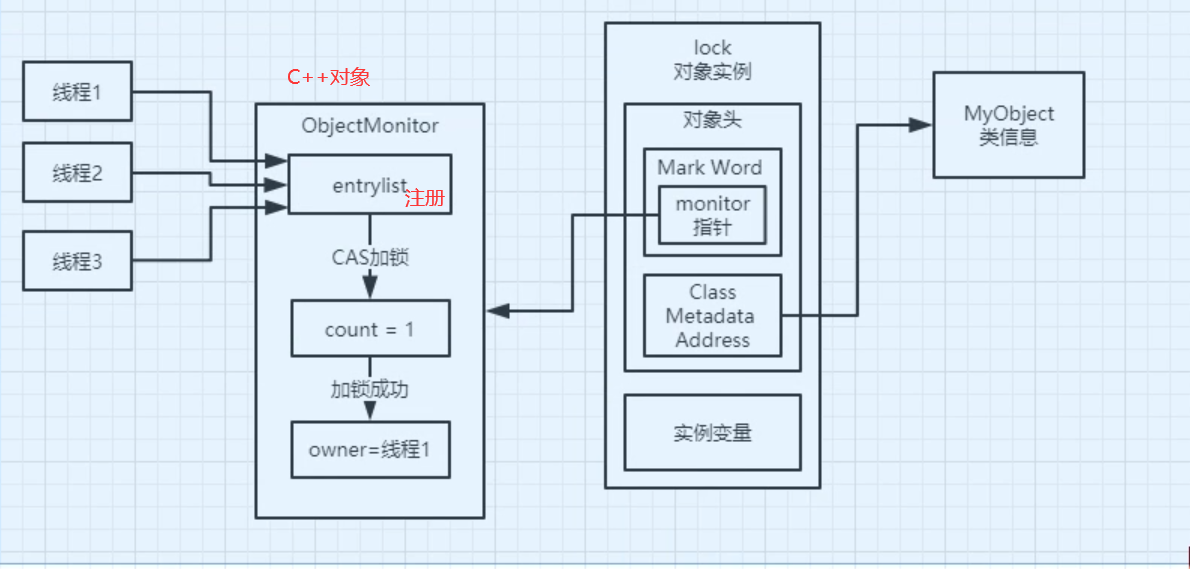 线程1
线程2
线程3
C++对象
ObjectMonitor
entrylist
注册
CAS加锁
count = 1
加锁成功
owner=线程1
lock
对象实例
对象头
Mark Word
monitor
指针
Class
Metadata
Address
实例变量
MyObject
类信息